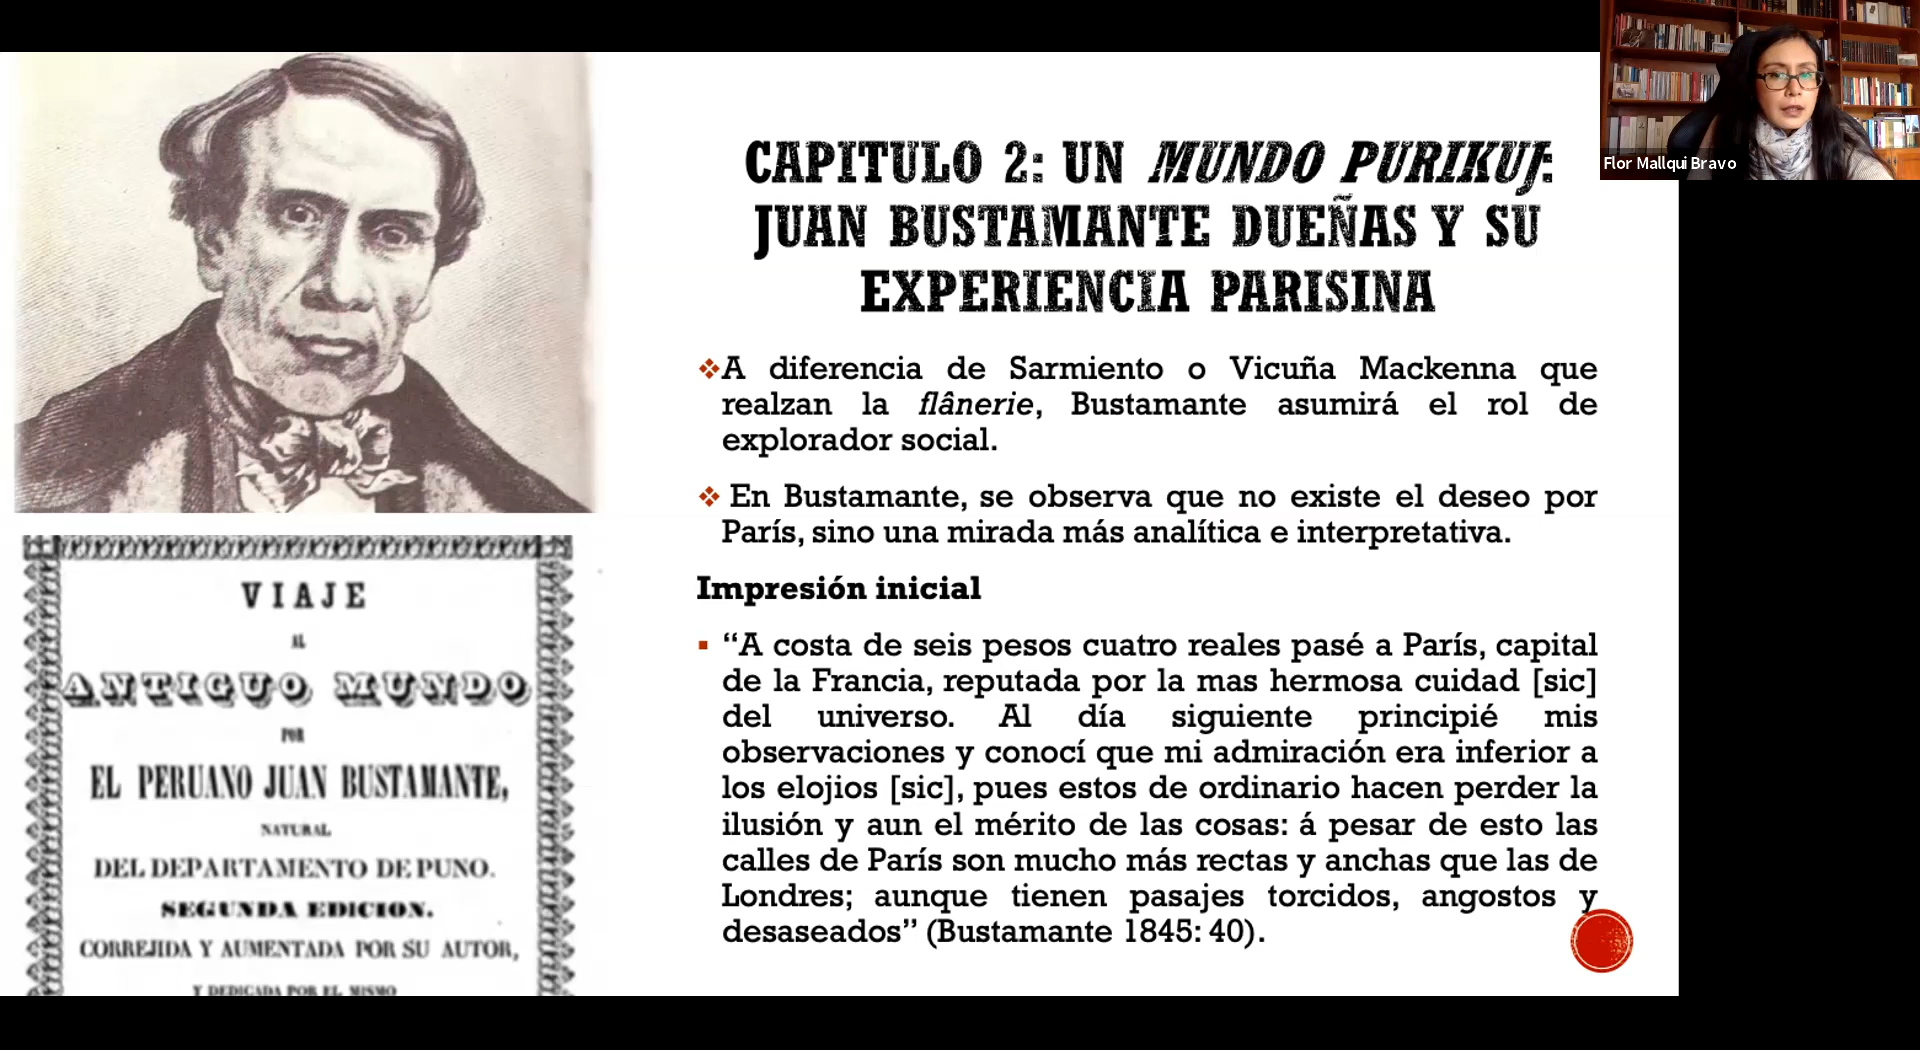 CAPITULO 2: UN MUNDO PURIKUJ:
JUAN BUSTAMANTE DUEÑAS Y SU
EXPERIENCIA PARISINA
A diferencia de Sarmiento o Vicuña Mackenna que
realzan la flânerie, Bustamante asumirá el rol de
explorador social.
En Bustamante, se observa que no existe el deseo por
París, sino una mirada más analítica e interpretativa.
Impresión inicial
“A costa de seis pesos cuatro reales pasé a París, capital
de la Francia, reputada por la mas hermosa cuidad [sic]
del universo. Al día siguiente principié mis
observaciones y conocí que mi admiración era inferior a
los elojios [sic], pues estos de ordinario hacen perder la
ilusión y aun el mérito de las cosas: á pesar de esto las
calles de París son mucho más rectas y anchas que las de
Londres; aunque tienen pasajes torcidos, angostos y
desaseados” (Bustamante 1845: 40).
VIAJE
AL
ANTIGUO MUNDO
POR
EL PERUANO JUAN BUSTAMANTE,
NATURAL
DEL DEPARTAMENTO DE PUNO.
SEGUNDA EDICION.
CORREJIDA Y AUMENTADA POR SU AUTOR,
Y DEDICADA POR EL MISMO
Flor Mallqui Bravo